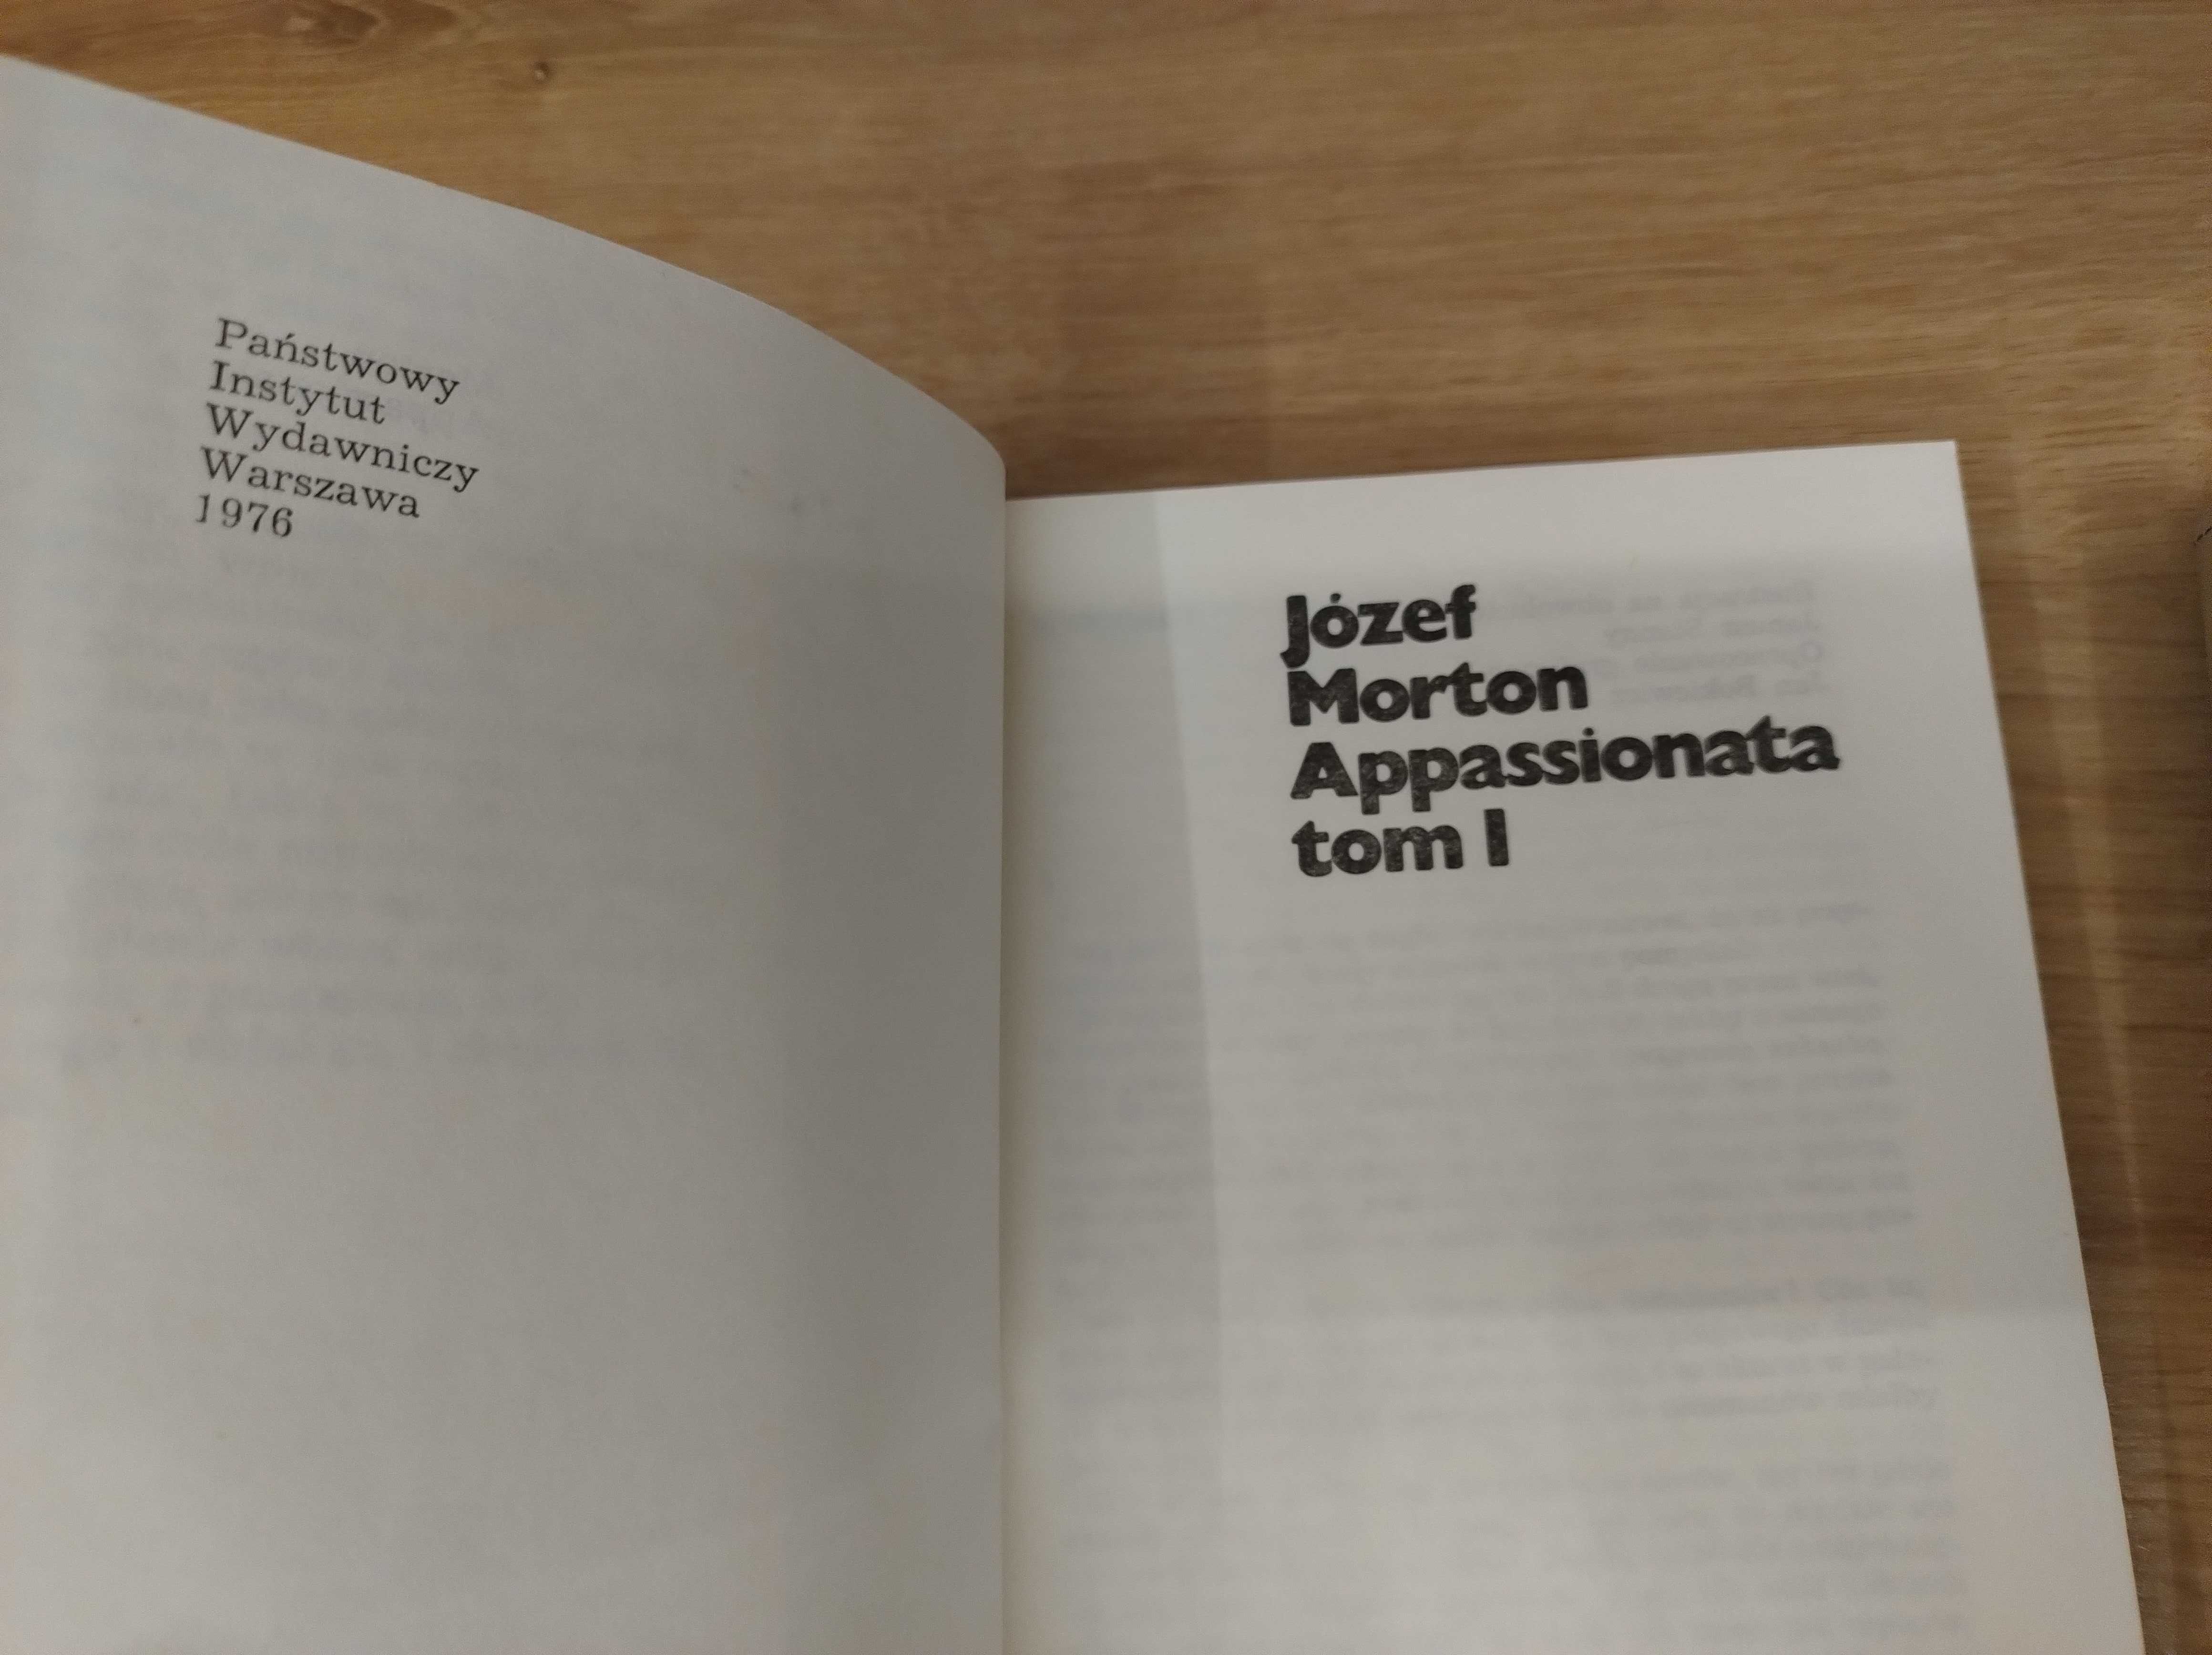 Państwowy
Instytut
Wydawniczy
Warszawa
1976
Józef
Morton
Appassionata
tom I